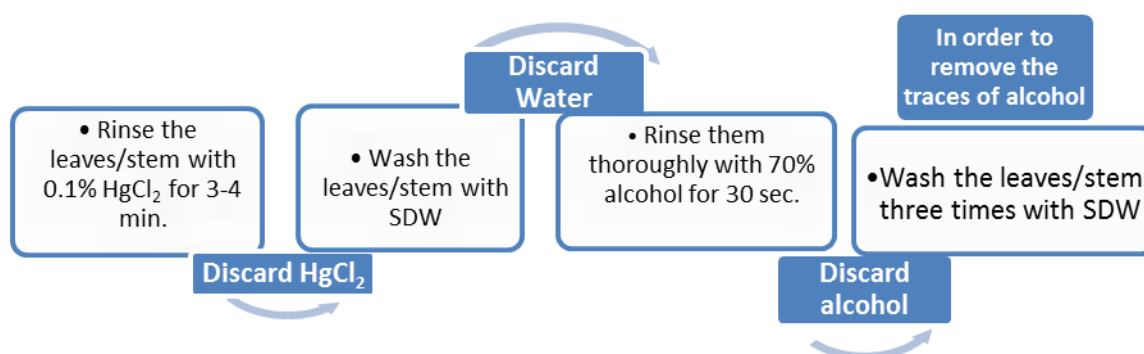 • Rinse the
leaves/stem with
0.1% HgCl₂ for 3-4
min.
Discard HgCl₂
• Wash the
leaves/stem with
SDW
Discard
Water
• Rinse them
thoroughly with 70%
alcohol for 30 sec.
Discard
alcohol
In order to
remove the
traces of alcohol
•Wash the leaves/stem
three times with SDW